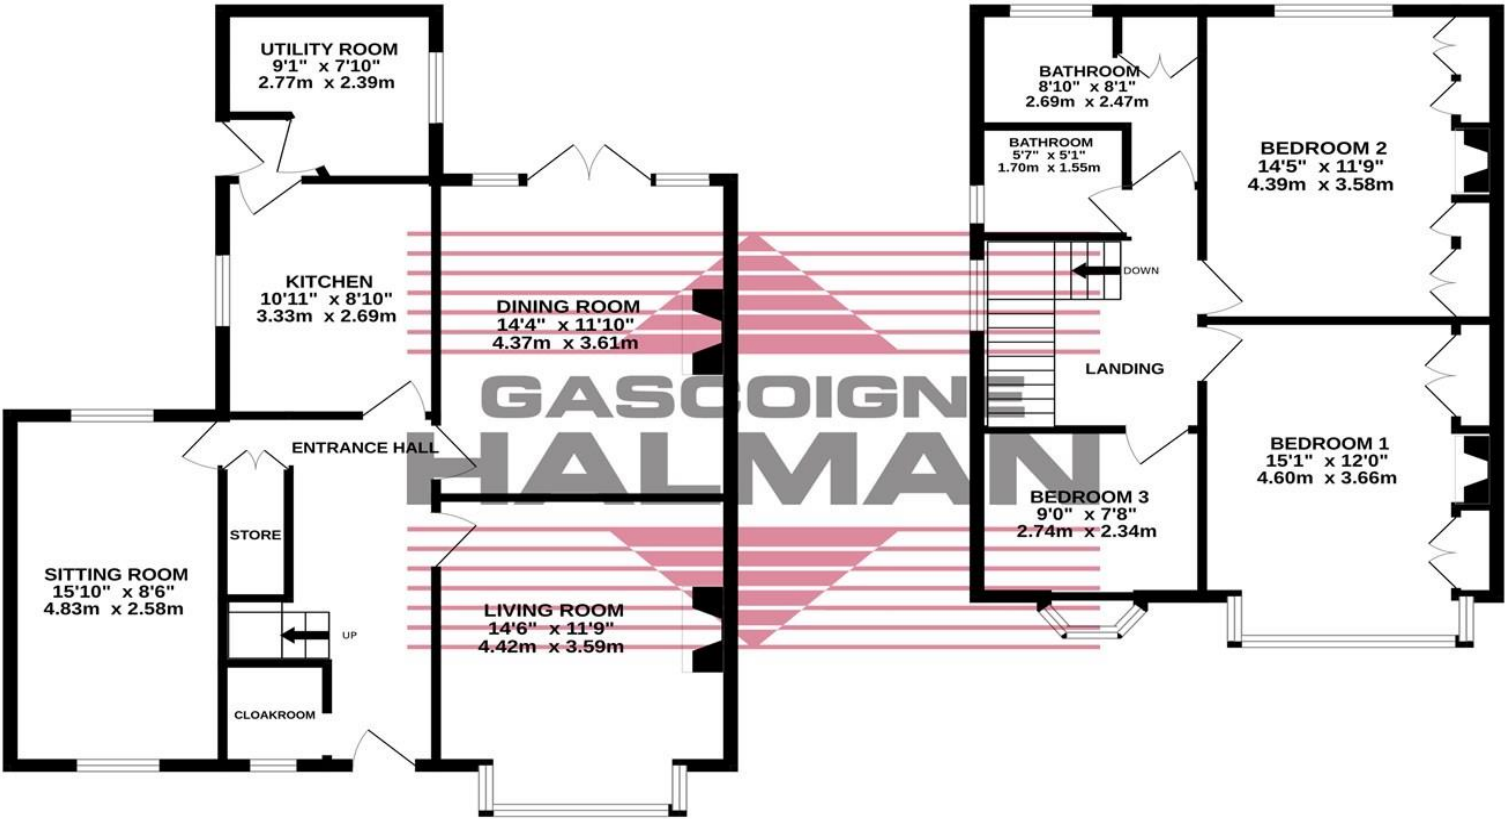 UTILITY ROOM
9'1" x 7'10"
2.77m x 2.39m
KITCHEN
10'11" x 8'10"
3.33m x 2.69m
DINING ROOM
14'4" x 11'10"
4.37m x 3.61m
ENTRANCE HALL
STORE
SITTING ROOM
15'10" x 8'6"
4.83m x 2.58m
UP
CLOAKROOM
LIVING ROOM
14'6" x 11'9"
4.42m x 3.59m
GASCOIGNE
HALMAN
BATHROOM
8'10" x 8'1"
2.69m x 2.47m
BATHROOM
5'7" x 5'1"
1.70m x 1.55m
BEDROOM 2
14'5" x 11'9"
4.39m x 3.58m
DOWN
LANDING
BEDROOM 1
15'1" x 12'0"
4.60m x 3.66m
BEDROOM 3
9'0" x 7'8"
2.74m x 2.34m